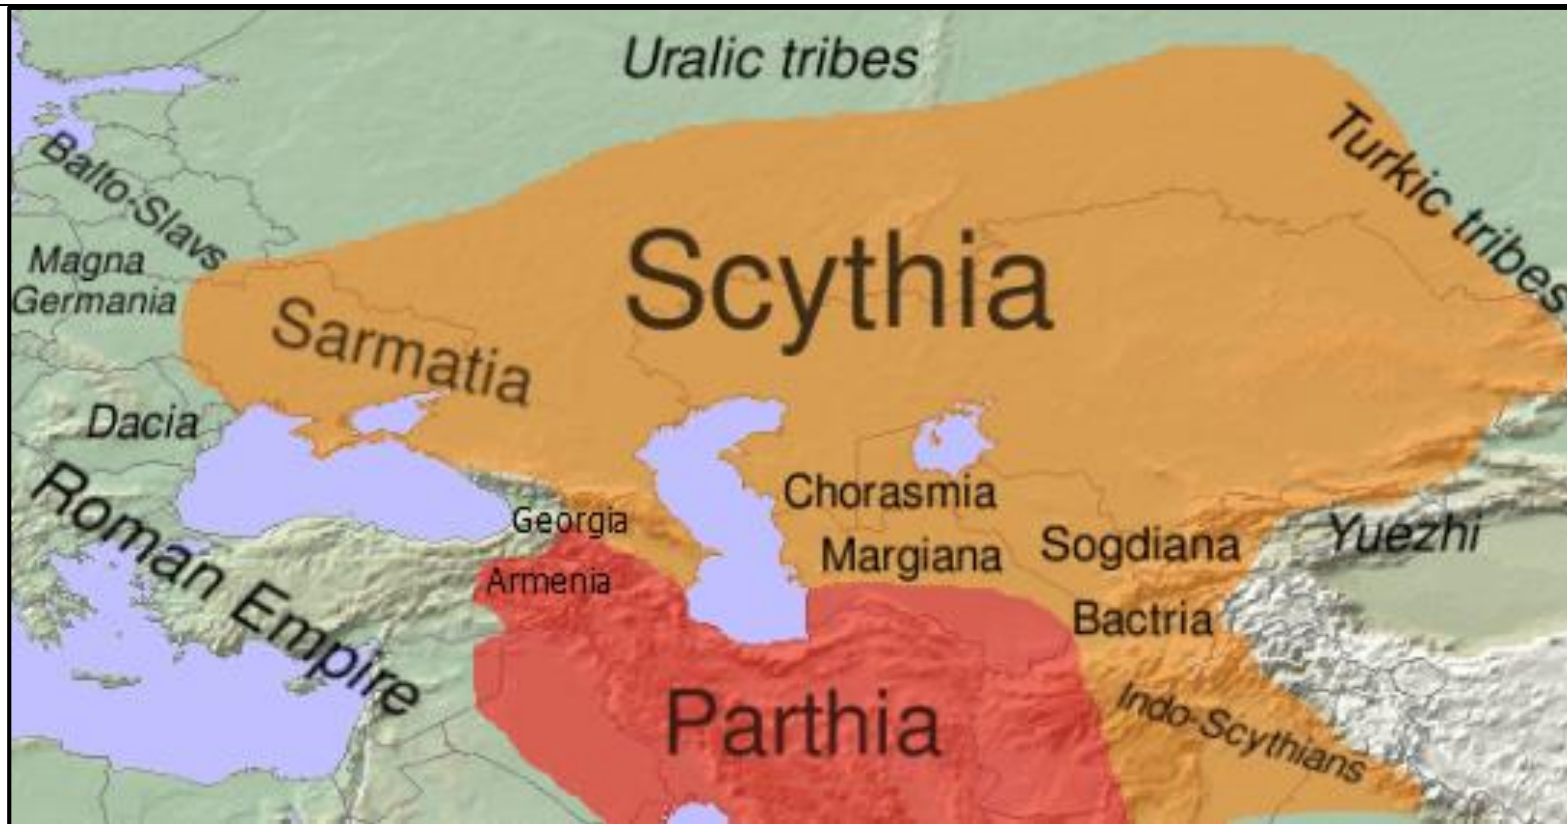 Uralic tribes
Turkic tribes
Balto-Slavs
Magna
Germania
Scythia
Sarmatia
Dacia
Roman Empire
Georgia
Armenia
Chorasmia
Margiana
Sogdiana
Yuezhi
Bactria
Parthia
Indo-Scythians